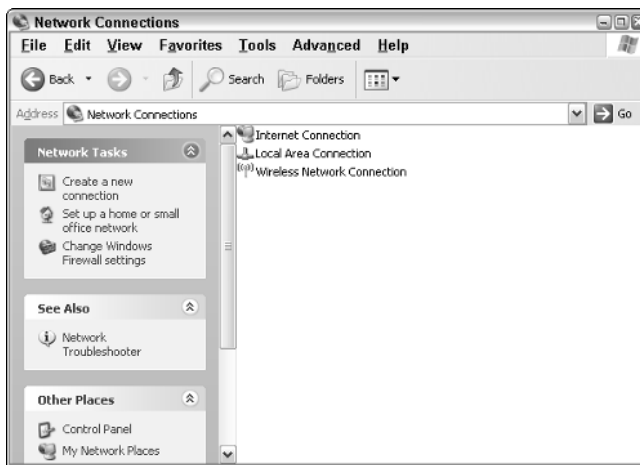 Network Connections
File Edit View Favorites Tools Advanced Help
Back Search Folders
Address Network Connections Go
Network Tasks
Create a new
connection
Set up a home or small
office network
Change Windows
Firewall settings
See Also
Network
Troubleshooter
Other Places
Control Panel
My Network Places
Internet Connection
Local Area Connection
Wireless Network Connection